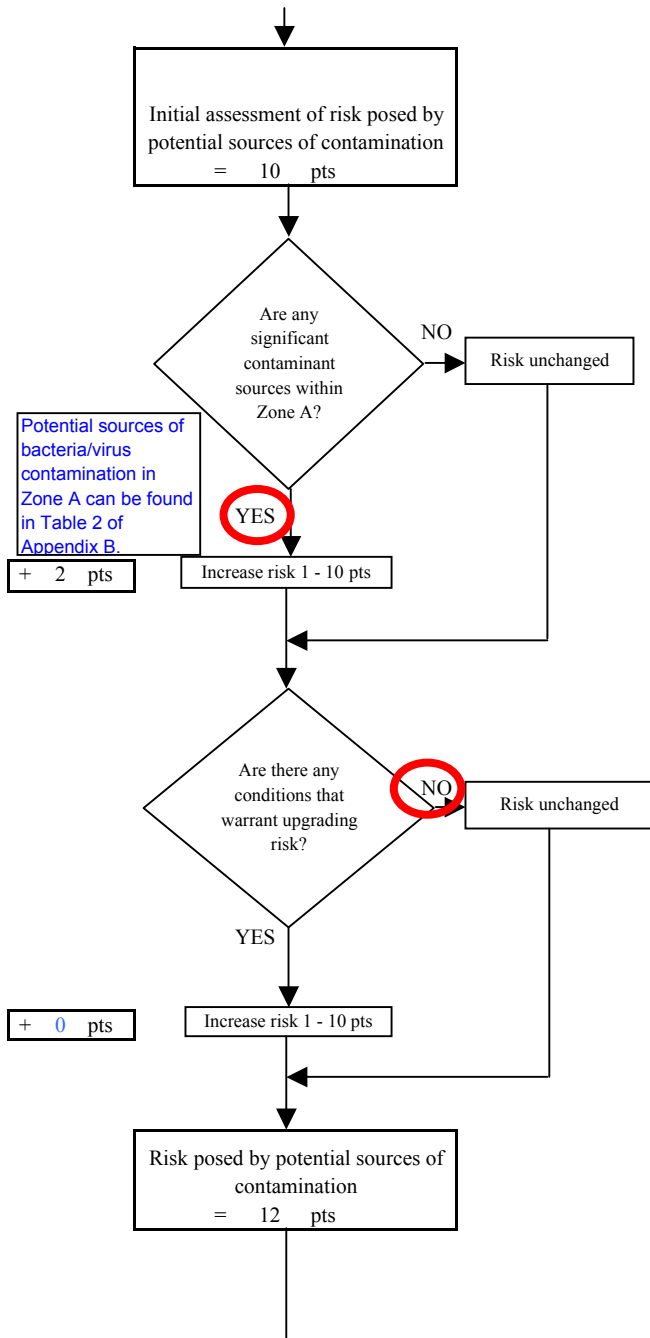 Initial assessment of risk posed by
potential sources of contamination
= 10 pts
Are any
significant
contaminant
sources within
Zone A?
NO
Risk unchanged
Potential sources of
bacteria/virus
contamination in
Zone A can be found
in Table 2 of
Appendix B.
YES
+ 2 pts
Increase risk 1 - 10 pts
Are there any
conditions that
warrant upgrading
risk?
NO
Risk unchanged
YES
+ 0 pts
Increase risk 1 - 10 pts
Risk posed by potential sources of
contamination
= 12 pts